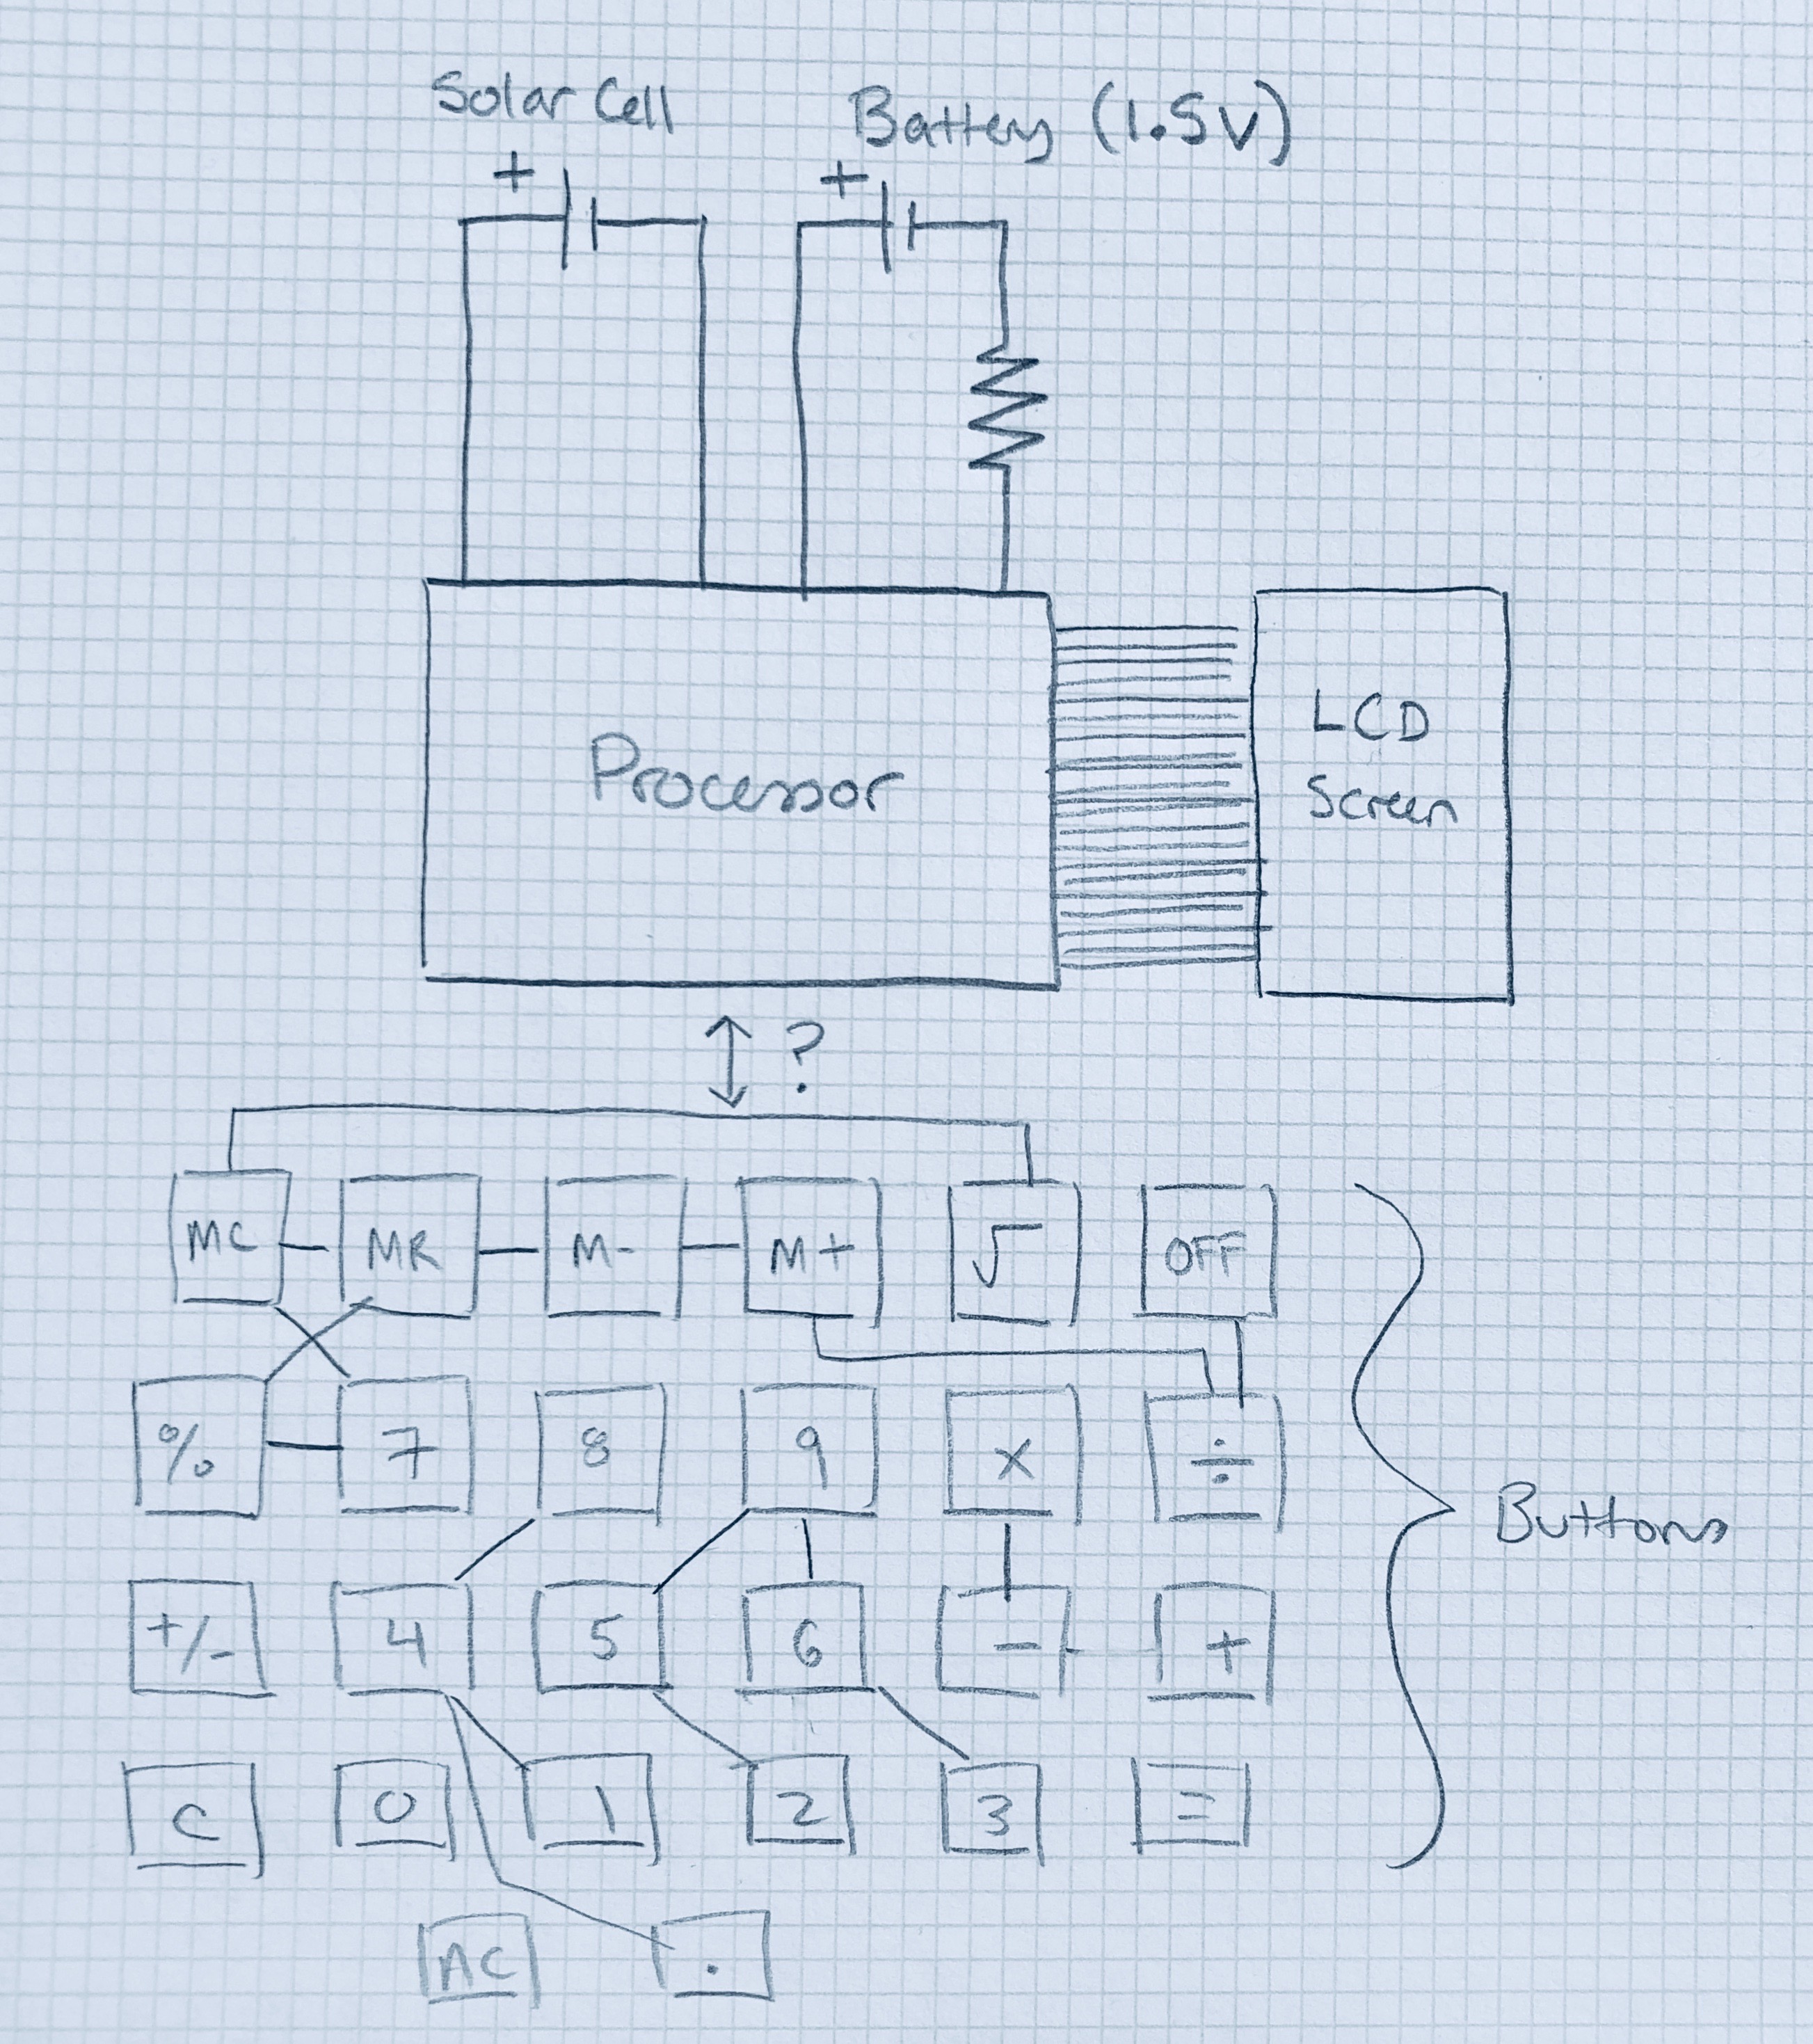 Solar Cell
Battery (1.5V)
+
+
Processor
LCD
Screen
?
MC
MR
M-
M+
√
OFF
%
7
8
9
×
÷
Buttons
+/-
4
5
6
-
+
C
0
1
2
3
=
AC
.